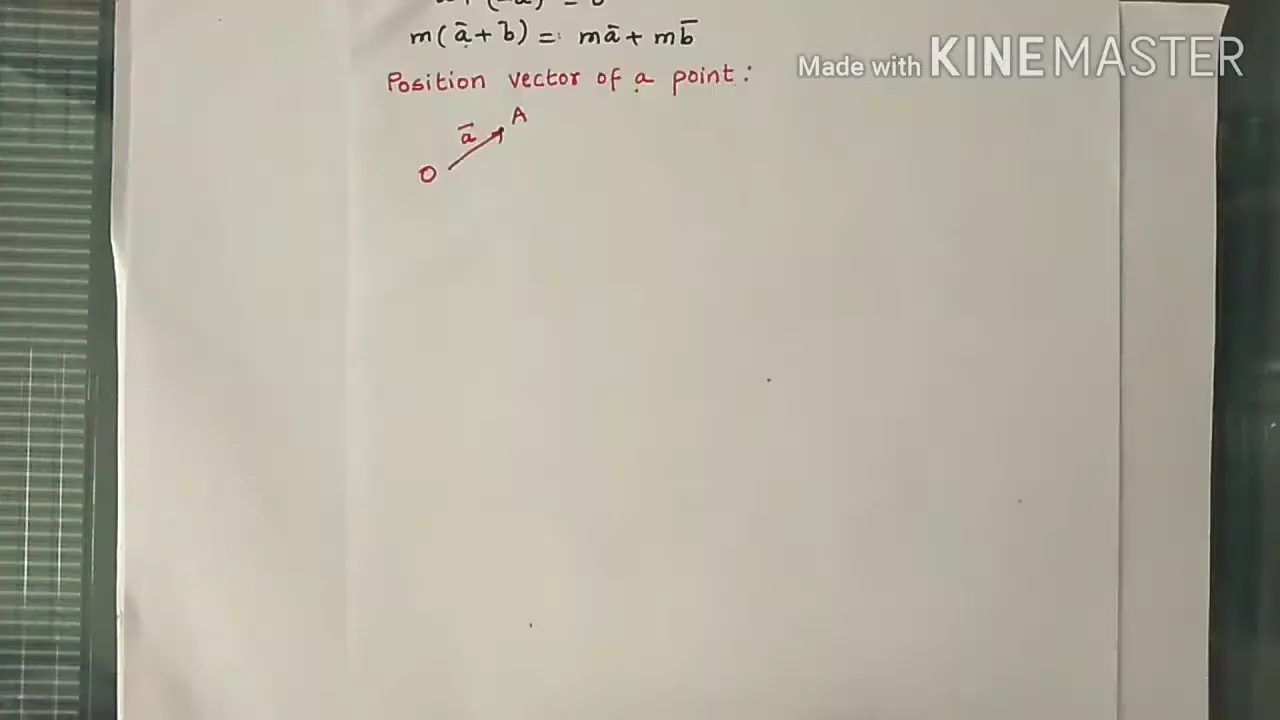 m(ā+b) = mā + mb̄
Made with KINEMASTER
Position vector of a point:
ā
A
O